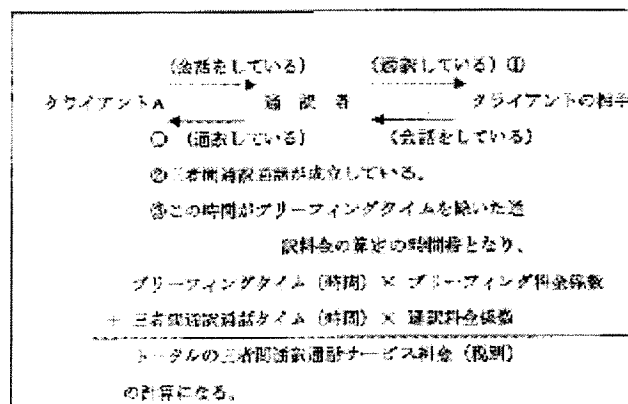 (会話をしている) (通訳している) ①
クライアントA 通訳者 クライアントの相手
(通訳している) (会話をしている)
②三者間通訳通話が成立している。
③この時間がブリーフィングタイムを除いた通
訳料金の算定の時間帯となり、
ブリーフィングタイム (時間) × ブリーフィング料金係数
+ 三者間通訳通話タイム (時間) × 通訳料金係数
トータルの三者間通訳通話サービス料金 (税別)
の計算になる。